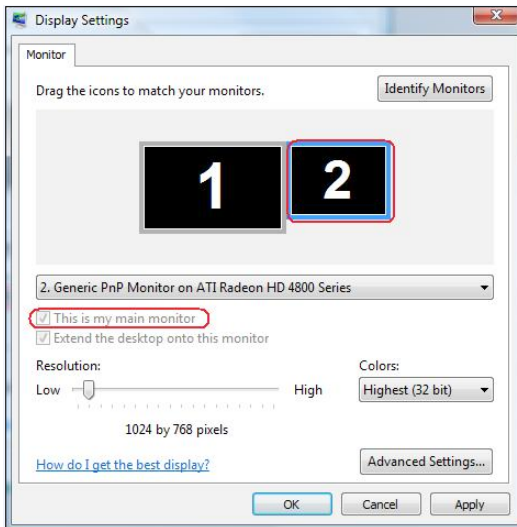 Display Settings
Monitor
Drag the icons to match your monitors.
Identify Monitors
1
2
2. Generic PnP Monitor on ATI Radeon HD 4800 Series
This is my main monitor
Extend the desktop onto this monitor
Resolution:
Colors:
Low
High
Highest (32 bit)
1024 by 768 pixels
How do I get the best display?
Advanced Settings...
OK
Cancel
Apply